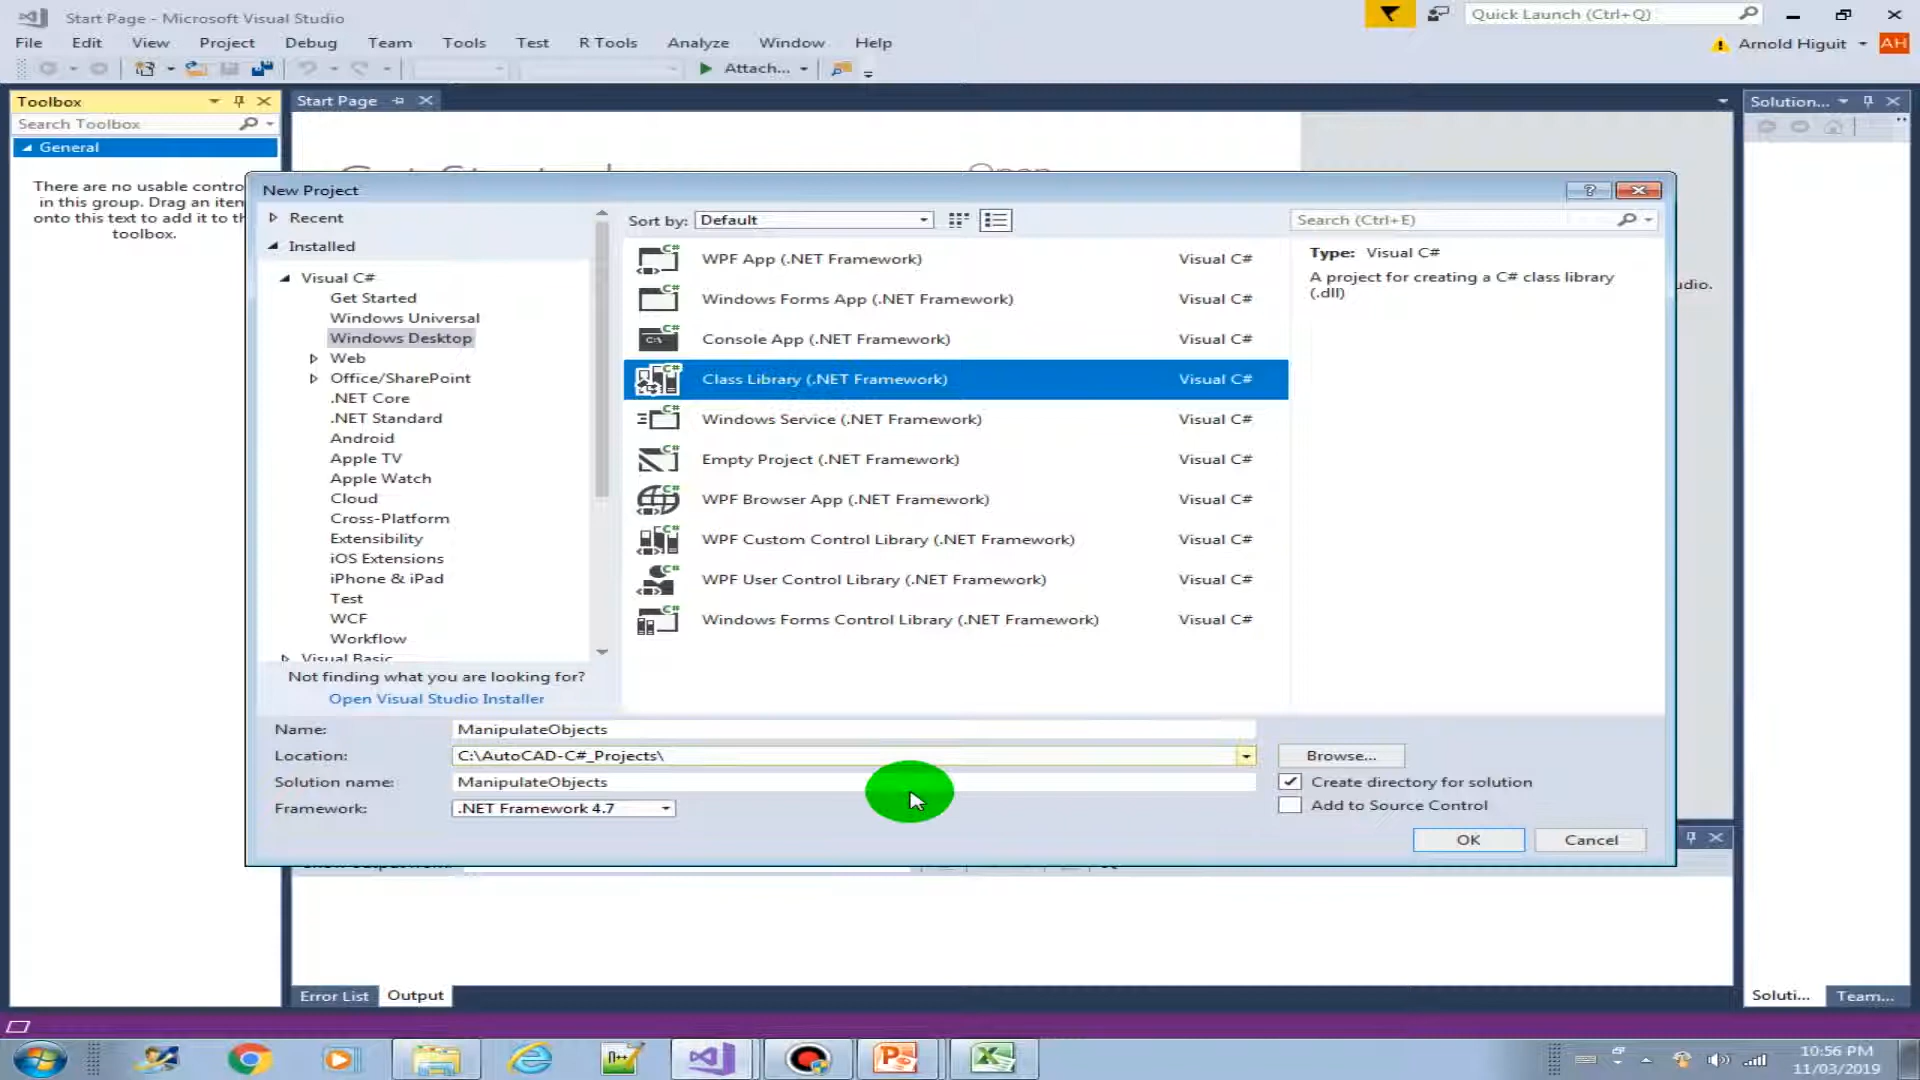 Start Page - Microsoft Visual Studio
Quick Launch (Ctrl+Q)
File Edit View Project Debug Team Tools Test R Tools Analyze Window Help
Arnold Higuit AH
Attach...
Toolbox
Start Page
Solution...
Search Toolbox
General
There are no usable contro
in this group. Drag an iten
onto this text to add it to th
toolbox.
New Project
Recent
Sort by: Default
Search (Ctrl+E)
Installed
Visual C#
Get Started
Windows Universal
Windows Desktop
Web
Office/SharePoint
.NET Core
.NET Standard
Android
Apple TV
Apple Watch
Cloud
Cross-Platform
Extensibility
iOS Extensions
iPhone & iPad
Test
WCF
Workflow
Visual Basic
WPF App (.NET Framework) Visual C#
Windows Forms App (.NET Framework) Visual C#
Console App (.NET Framework) Visual C#
Class Library (.NET Framework) Visual C#
Windows Service (.NET Framework) Visual C#
Empty Project (.NET Framework) Visual C#
WPF Browser App (.NET Framework) Visual C#
WPF Custom Control Library (.NET Framework) Visual C#
WPF User Control Library (.NET Framework) Visual C#
Windows Forms Control Library (.NET Framework) Visual C#
Type: Visual C#
A project for creating a C# class library
(.dll)
udio.
Not finding what you are looking for?
Open Visual Studio Installer
Name: ManipulateObjects
Location: C:\AutoCAD-C#_Projects\
Browse...
Solution name: ManipulateObjects
Create directory for solution
Framework: .NET Framework 4.7
Add to Source Control
OK Cancel
Error List Output
Soluti... Team...
10:56 PM
11/03/2019